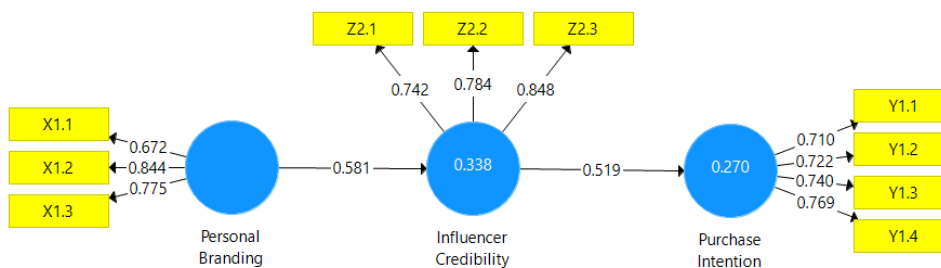 Z2.1
Z2.2
Z2.3
0.742
0.784
0.848
X1.1
X1.2
X1.3
0.672
0.844
0.775
0.581
0.338
0.519
0.270
0.710
0.722
0.740
0.769
Y1.1
Y1.2
Y1.3
Y1.4
Personal
Branding
Influencer
Credibility
Purchase
Intention